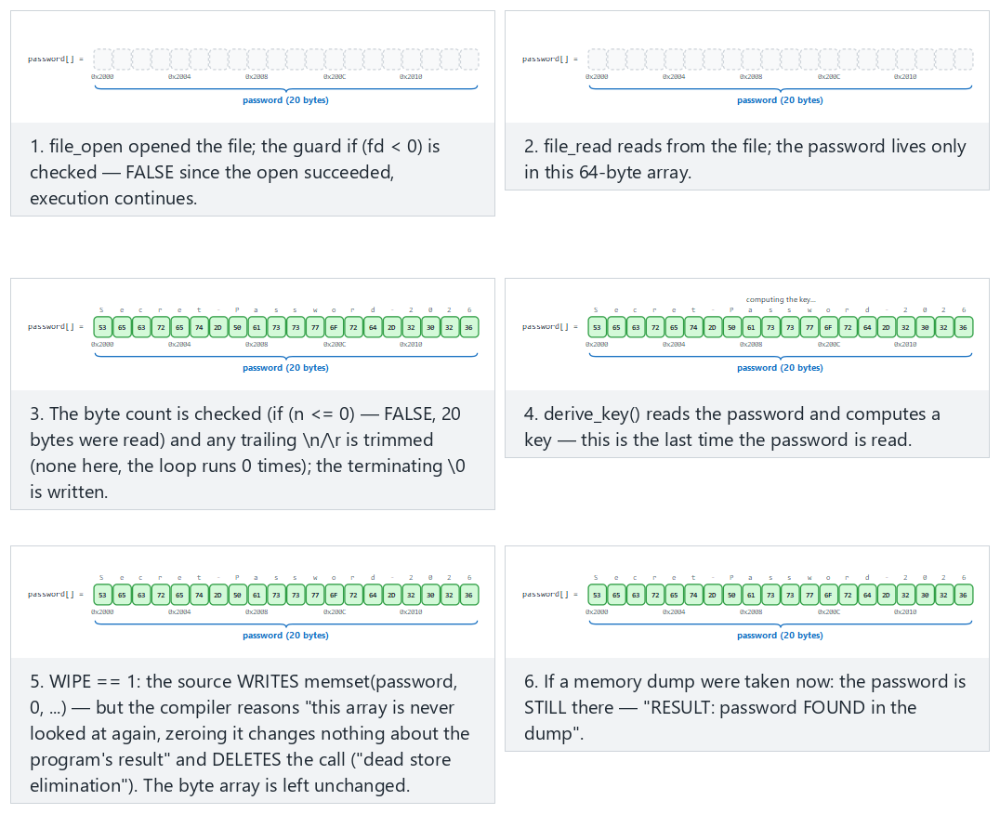 password[] =
0x2000 0x2004 0x2008 0x200C 0x2010
password (20 bytes)
1. file_open opened the file; the guard if (fd < 0) is
checked — FALSE since the open succeeded,
execution continues.
password[] =
0x2000 0x2004 0x2008 0x200C 0x2010
password (20 bytes)
2. file_read reads from the file; the password lives only
in this 64-byte array.
S e c r e t - P a s s w o r d - 2 0 2 6
password[] = 53 65 63 72 65 74 2D 50 61 73 73 77 6F 72 64 2D 32 30 32 36
0x2000 0x2004 0x2008 0x200C 0x2010
password (20 bytes)
3. The byte count is checked (if (n <= 0) — FALSE, 20
bytes were read) and any trailing \n/\r is trimmed
(none here, the loop runs 0 times); the terminating \0
is written.
computing the key...
S e c r e t - P a s s w o r d - 2 0 2 6
password[] = 53 65 63 72 65 74 2D 50 61 73 73 77 6F 72 64 2D 32 30 32 36
0x2000 0x2004 0x2008 0x200C 0x2010
password (20 bytes)
4. derive_key() reads the password and computes a
key — this is the last time the password is read.
S e c r e t - P a s s w o r d - 2 0 2 6
password[] = 53 65 63 72 65 74 2D 50 61 73 73 77 6F 72 64 2D 32 30 32 36
0x2000 0x2004 0x2008 0x200C 0x2010
password (20 bytes)
5. WIPE == 1: the source WRITES memset(password,
0, ...) — but the compiler reasons "this array is never
looked at again, zeroing it changes nothing about the
program's result" and DELETES the call ("dead store
elimination"). The byte array is left unchanged.
S e c r e t - P a s s w o r d - 2 0 2 6
password[] = 53 65 63 72 65 74 2D 50 61 73 73 77 6F 72 64 2D 32 30 32 36
0x2000 0x2004 0x2008 0x200C 0x2010
password (20 bytes)
6. If a memory dump were taken now: the password is
STILL there — "RESULT: password FOUND in the
dump".